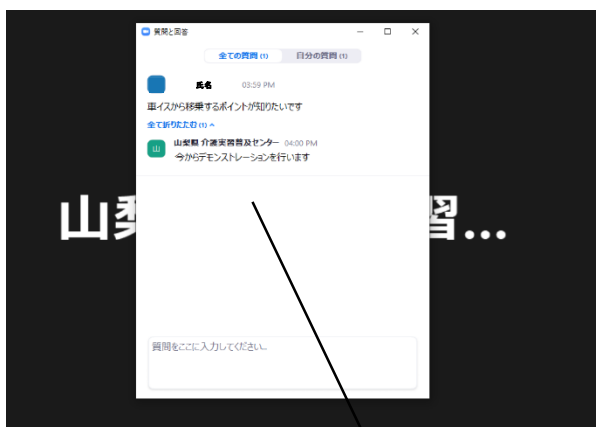 質問と回答
全ての質問 (1) 自分の質問 (1)
氏名 03:59 PM
車イスから移乗するポイントが知りたいです
全て折りたたむ (1)
山 山梨県 介護実習普及センター 04:00 PM
今からデモンストレーションを行います
山梨 習...
質問をここに入力してください...